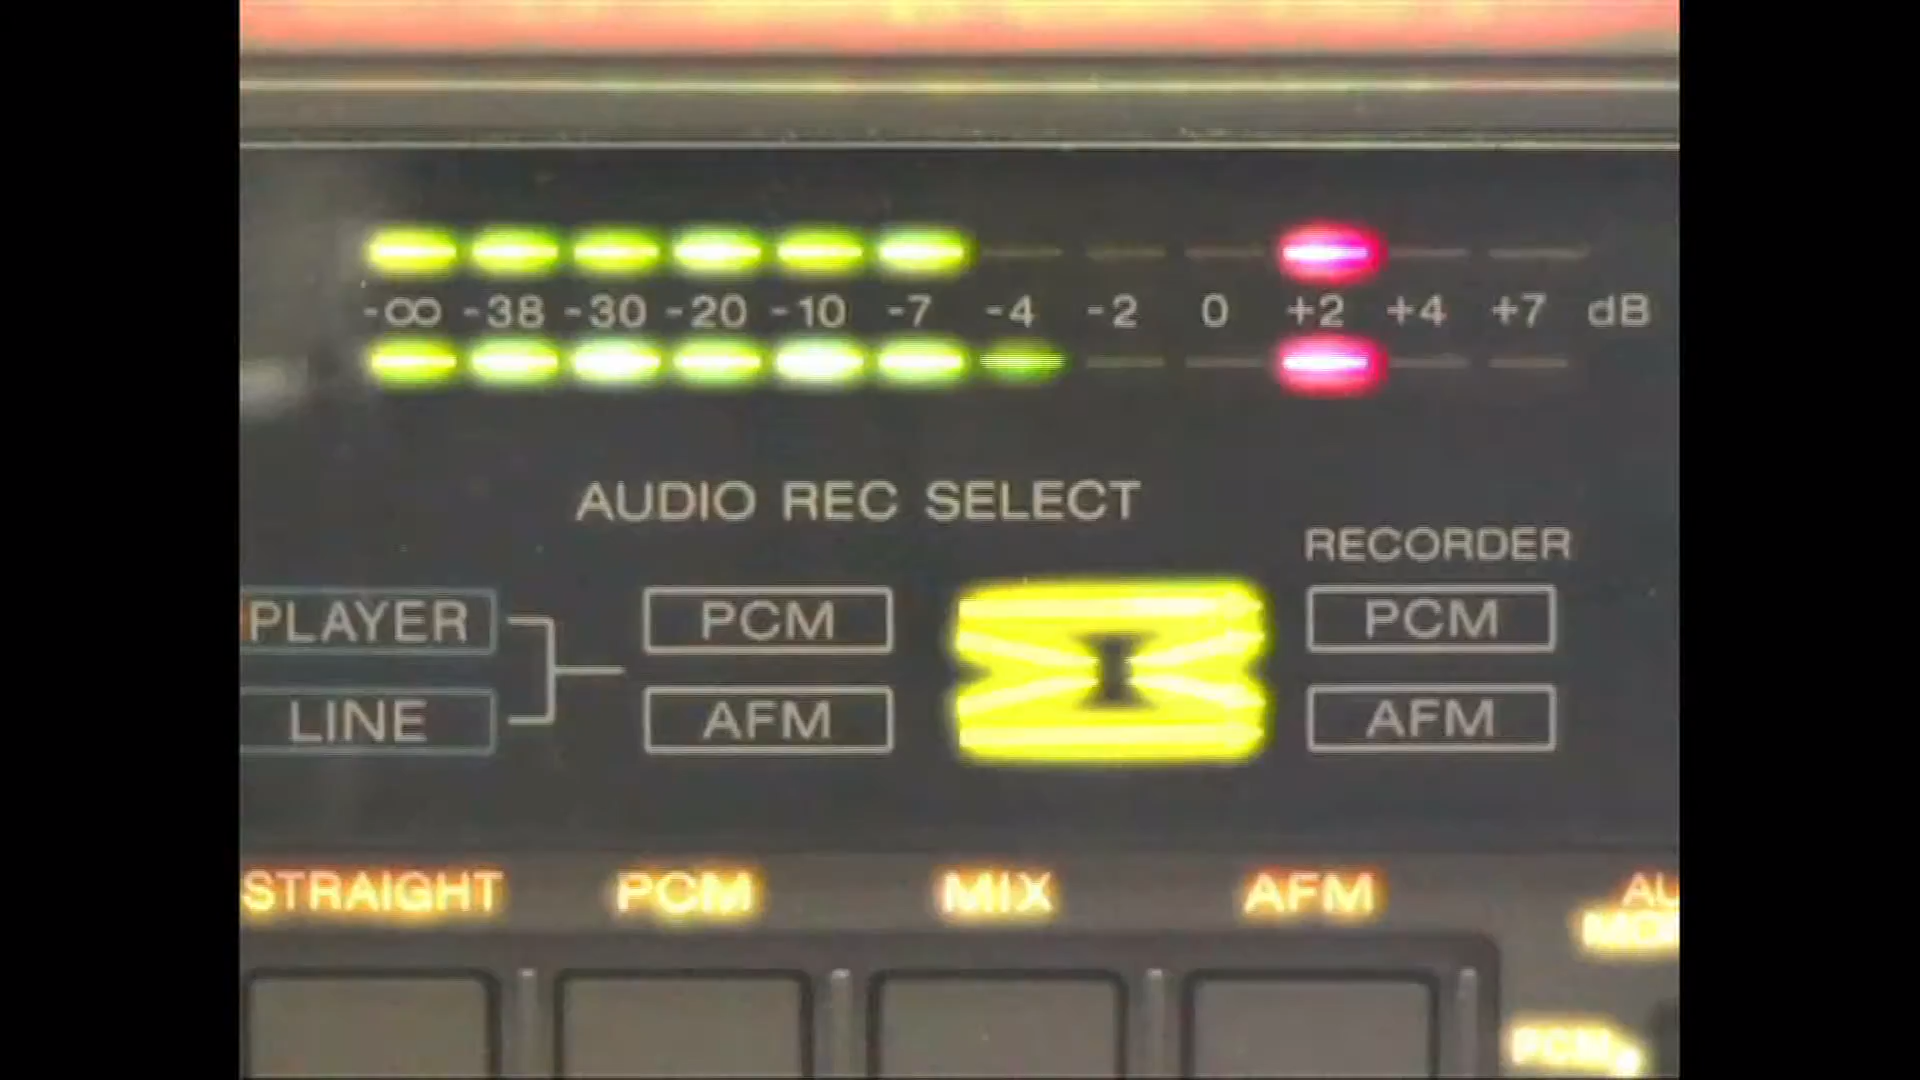 -∞ -38 -30 -20 -10 -7 -4 -2 0 +2 +4 +7 dB
AUDIO REC SELECT
RECORDER
PLAYER PCM PCM
LINE AFM AFM
STRAIGHT PCM MIX AFM
PCM